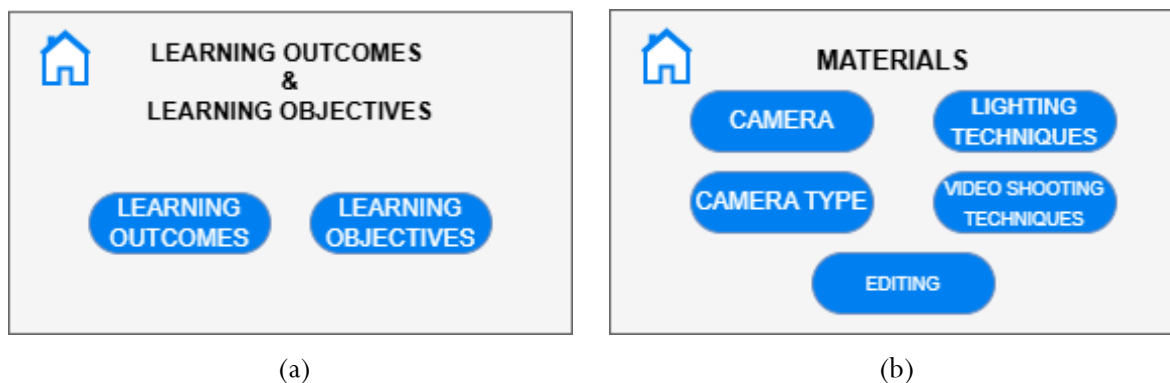 LEARNING OUTCOMES
&
LEARNING OBJECTIVES
LEARNING
OUTCOMES
LEARNING
OBJECTIVES
(a)
MATERIALS
CAMERA
LIGHTING
TECHNIQUES
CAMERA TYPE
VIDEO SHOOTING
TECHNIQUES
EDITING
(b)